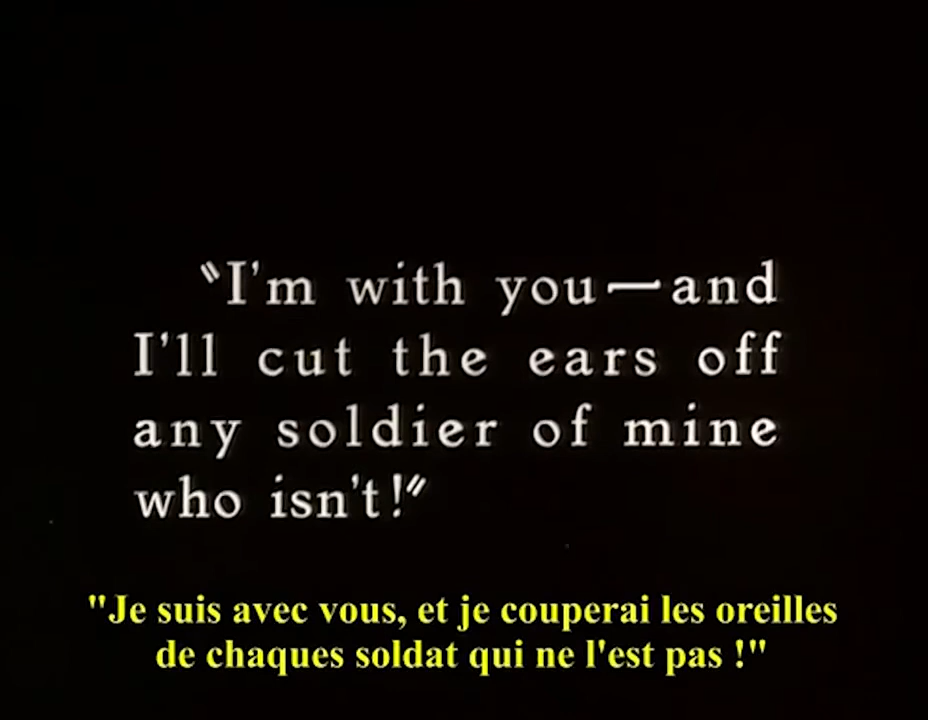 "I'm with you—and
I'll cut the ears off
any soldier of mine
who isn't!"
"Je suis avec vous, et je couperai les oreilles
de chaques soldat qui ne l'est pas !"